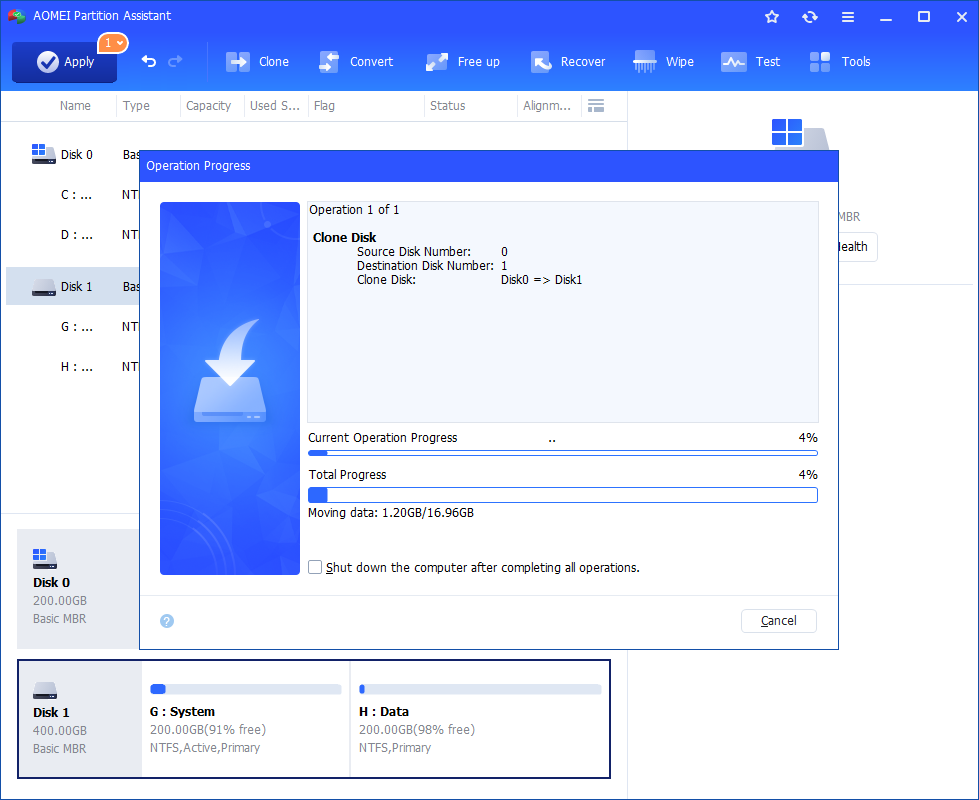 AOMEI Partition Assistant
Apply
1
Clone
Convert
Free up
Recover
Wipe
Test
Tools
Name Type Capacity Used S... Flag Status Alignm...
Disk 0 Bas
C : ... NT
D : ... NT
Disk 1 Bas
G : ... NT
H : ... NT
MBR
ealth
Operation Progress
Operation 1 of 1
Clone Disk
Source Disk Number: 0
Destination Disk Number: 1
Clone Disk: Disk0 => Disk1
Current Operation Progress .. 4%
Total Progress 4%
Moving data: 1.20GB/16.96GB
Shut down the computer after completing all operations.
?
Cancel
Disk 0
200.00GB
Basic MBR
Disk 1
400.00GB
Basic MBR
G : System
200.00GB(91% free)
NTFS,Active,Primary
H : Data
200.00GB(98% free)
NTFS,Primary